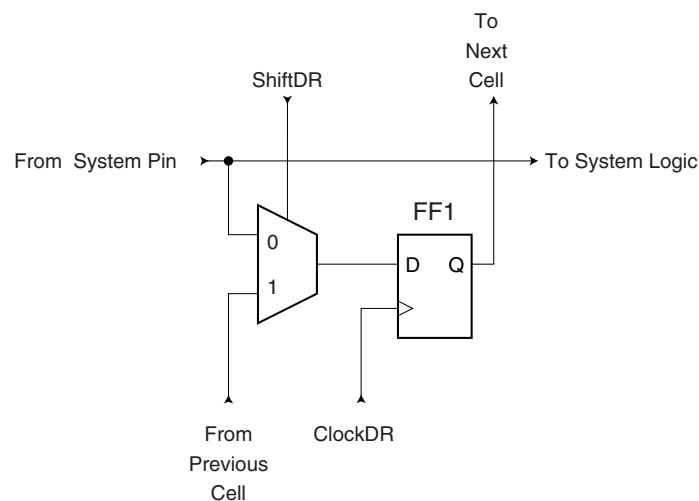 To
Next
Cell
ShiftDR
From System Pin
To System Logic
FF1
0
D Q
1
From
Previous
Cell
ClockDR